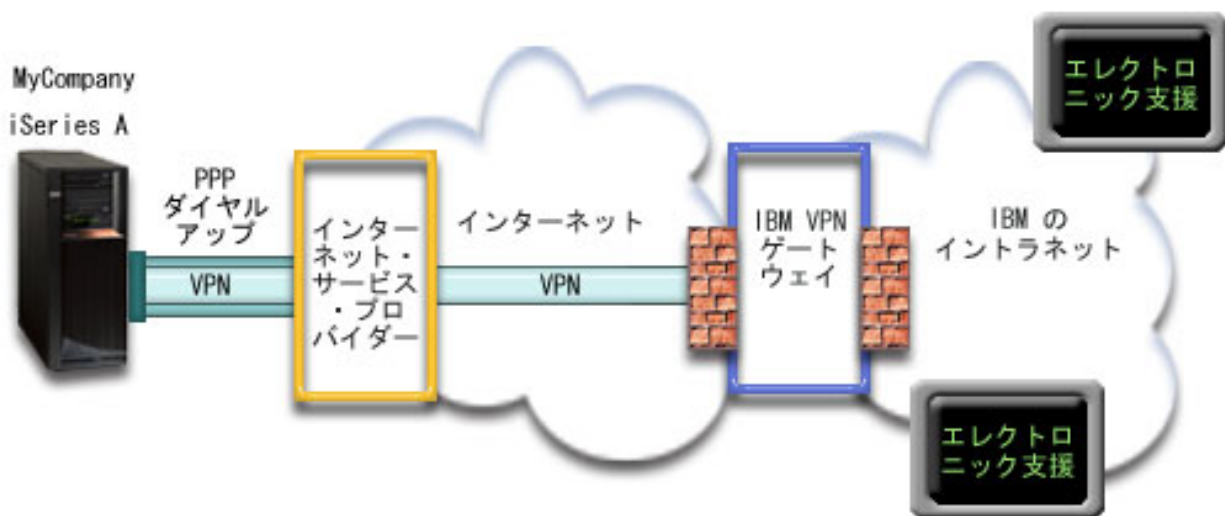 MyCompany
iSeries A
PPP
ダイヤル
アップ
VPN
インター
ネット・
サービス
・プロ
バイダー
インターネット
VPN
IBM VPN
ゲート
ウェイ
IBM の
イントラネット
エレクトロ
ニック支援
エレクトロ
ニック支援